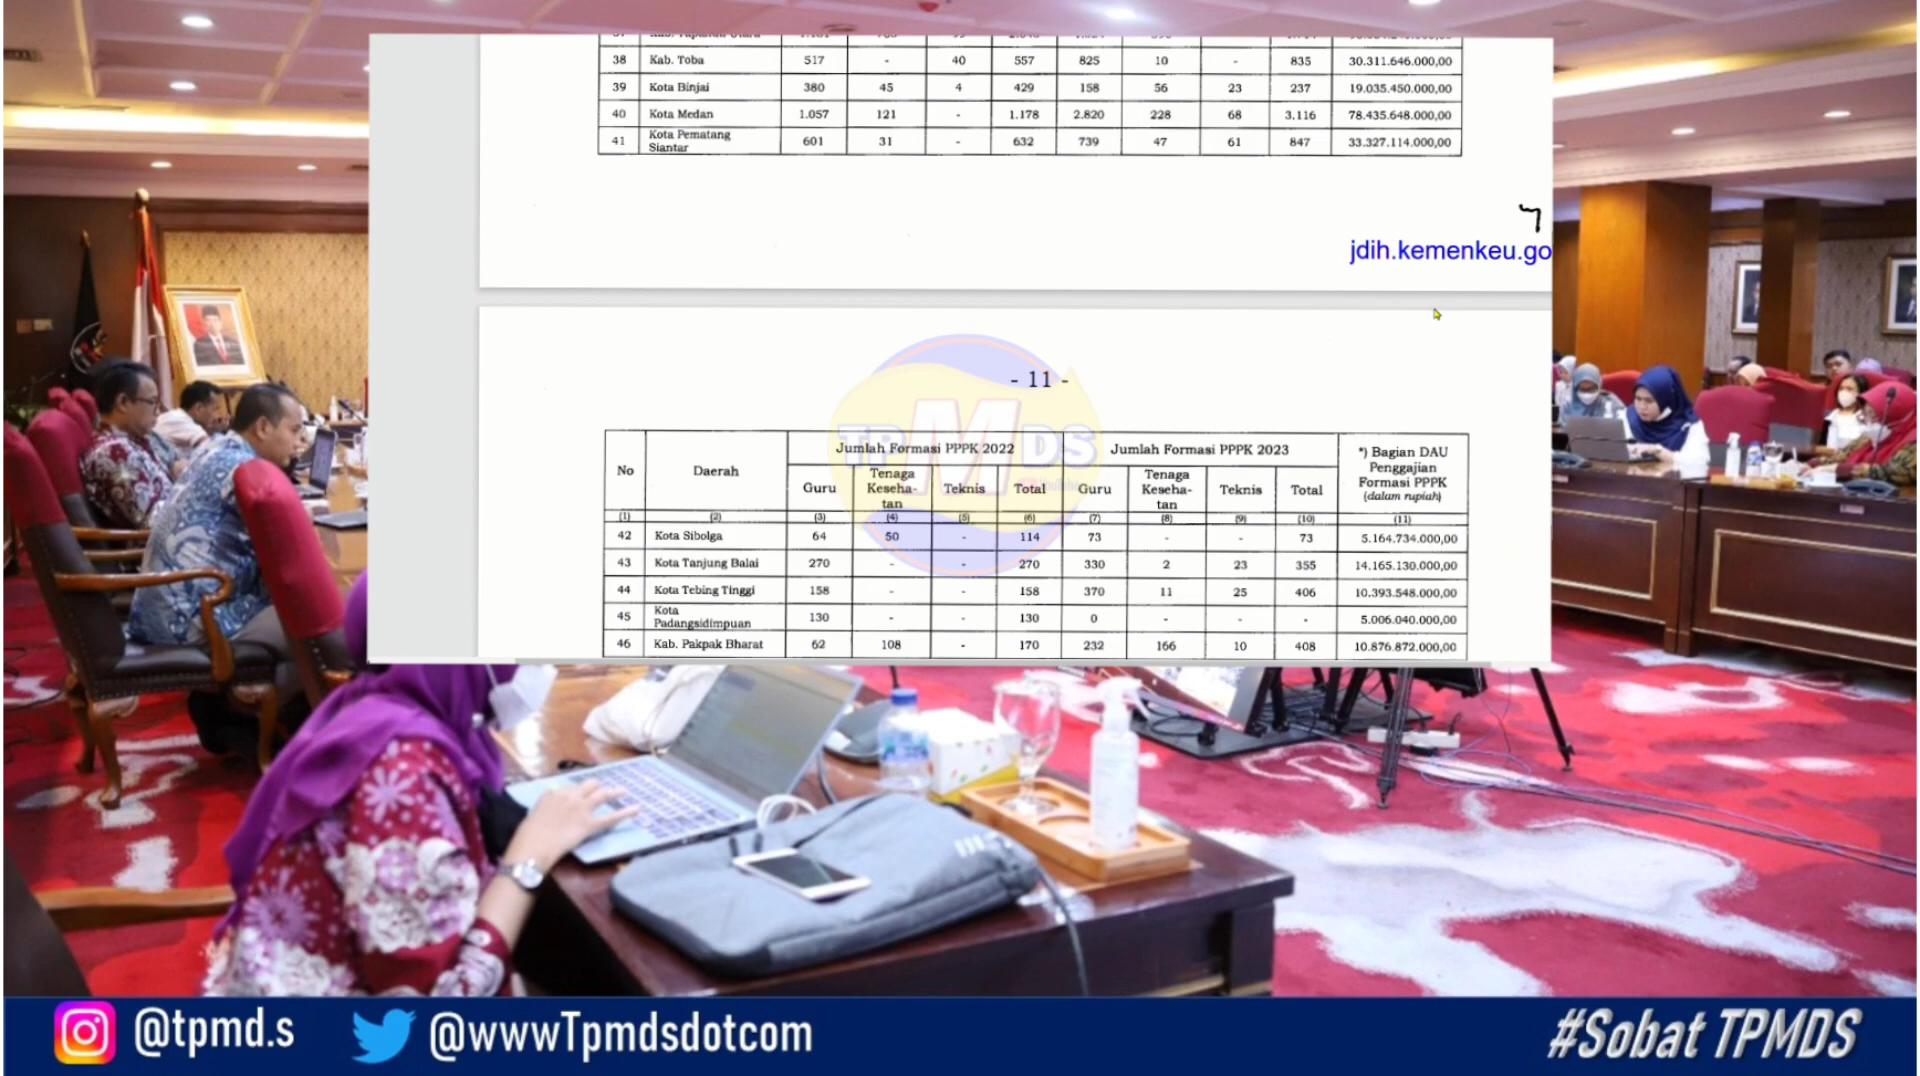 38 Kab. Toba 517 - 40 557 825 10 - 835 30.311.646.000,00
39 Kota Binjai 380 45 4 429 158 56 23 237 19.035.450.000,00
40 Kota Medan 1.057 121 - 1.178 2.820 228 68 3.116 78.435.648.000,00
41 Kota Pematang Siantar 601 31 - 632 739 47 61 847 33.327.114.000,00
jdih.kemenkeu.go
- 11 -
TPMDS
No Daerah Jumlah Formasi PPPK 2022 Jumlah Formasi PPPK 2023 *) Bagian DAU Penggajian Formasi PPPK (dalam rupiah)
Guru Tenaga Keseha-tan Teknis Total Guru Tenaga Keseha-tan Teknis Total
(1) (2) (3) (4) (5) (6) (7) (8) (9) (10) (11)
42 Kota Sibolga 64 50 - 114 73 - - 73 5.164.734.000,00
43 Kota Tanjung Balai 270 - - 270 330 2 23 355 14.165.130.000,00
44 Kota Tebing Tinggi 158 - - 158 370 11 25 406 10.393.548.000,00
45 Kota Padangsidimpuan 130 - - 130 0 - - - 5.006.040.000,00
46 Kab. Pakpak Bharat 62 108 - 170 232 166 10 408 10.876.872.000,00
@tpmd.s
@wwwTpmdsdotcom
#Sobat TPMDS